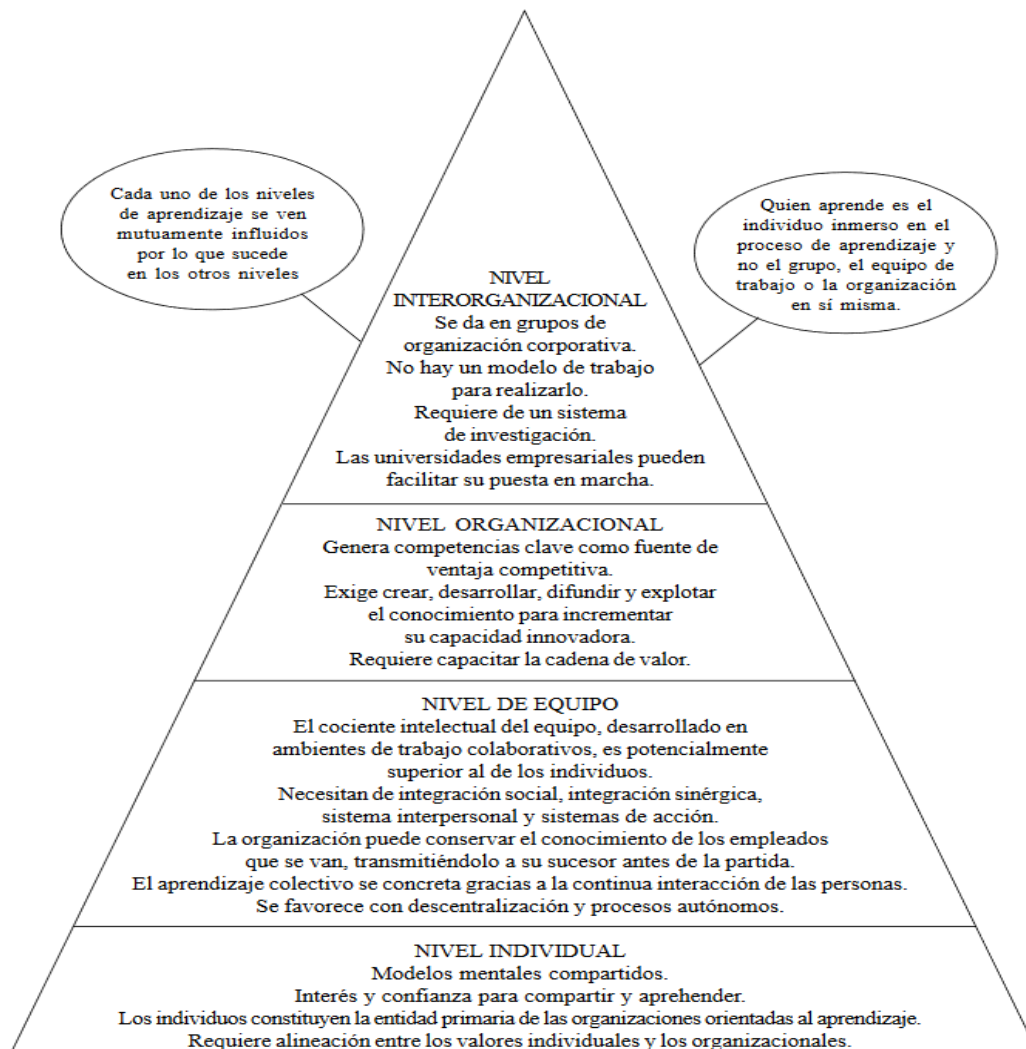 Cada uno de los niveles
de aprendizaje se ven
mutuamente influidos
por lo que sucede
en los otros niveles
Quien aprende es el
individuo inmerso en el
proceso de aprendizaje y
no el grupo, el equipo de
trabajo o la organización
en sí misma.
NIVEL
INTERORGANIZACIONAL
Se da en grupos de
organización corporativa.
No hay un modelo de trabajo
para realizarlo.
Requiere de un sistema
de investigación.
Las universidades empresariales pueden
facilitar su puesta en marcha.
NIVEL ORGANIZACIONAL
Genera competencias clave como fuente de
ventaja competitiva.
Exige crear, desarrollar, difundir y explotar
el conocimiento para incrementar
su capacidad innovadora.
Requiere capacitar la cadena de valor.
NIVEL DE EQUIPO
El cociente intelectual del equipo, desarrollado en
ambientes de trabajo colaborativos, es potencialmente
superior al de los individuos.
Necesitan de integración social, integración sinérgica,
sistema interpersonal y sistemas de acción.
La organización puede conservar el conocimiento de los empleados
que se van, transmitiéndolo a su sucesor antes de la partida.
El aprendizaje colectivo se concreta gracias a la continua interacción de las personas.
Se favorece con descentralización y procesos autónomos.
NIVEL INDIVIDUAL
Modelos mentales compartidos.
Interés y confianza para compartir y aprehender.
Los individuos constituyen la entidad primaria de las organizaciones orientadas al aprendizaje.
Requiere alineación entre los valores individuales y los organizacionales.